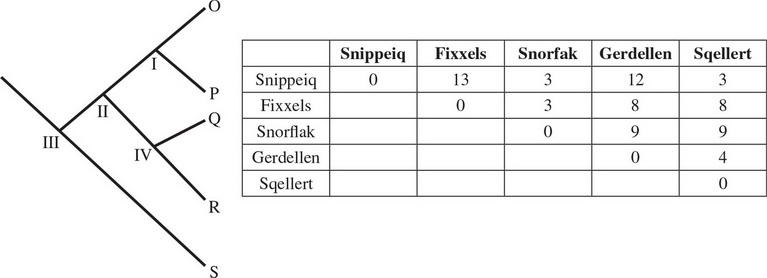 O
I
P
II
Q
III
IV
R
S
Snippeiq Fixxels Snorfak Gerdellen Sqellert
Snippeiq 0 13 3 12 3
Fixxels 0 3 8 8
Snorflak 0 9 9
Gerdellen 0 4
Sqellert 0